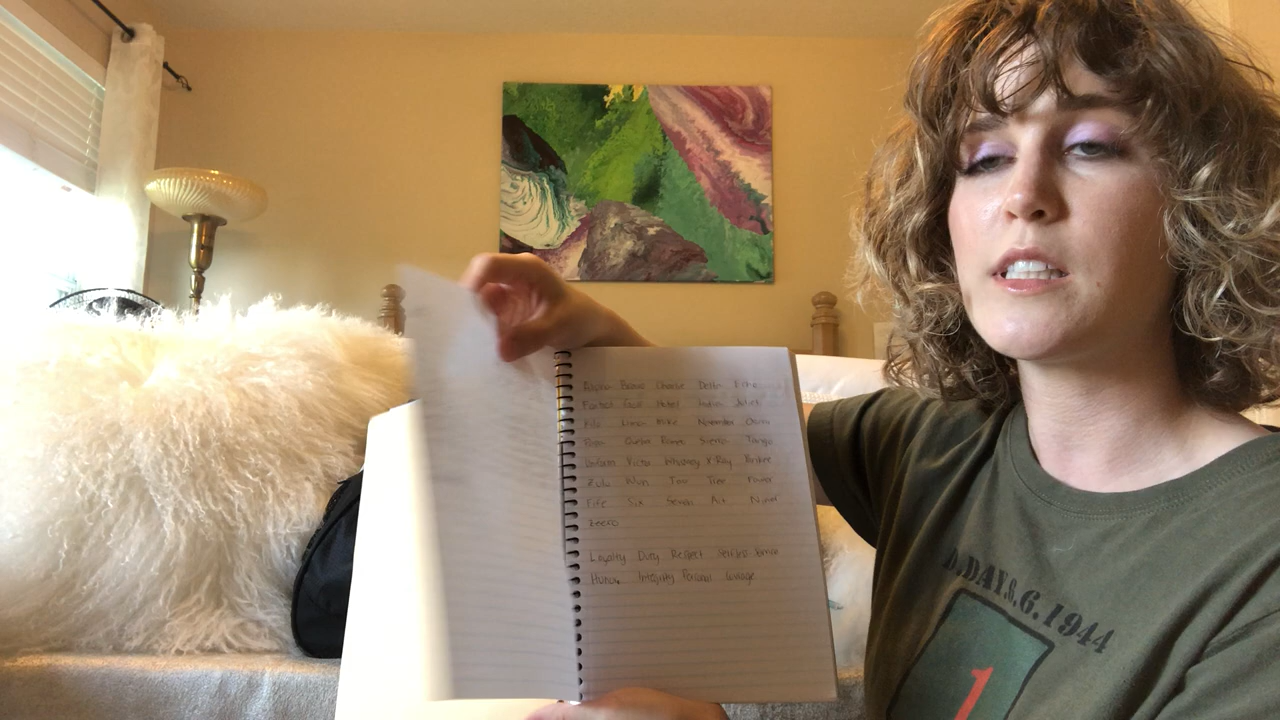 Alpha Bravo Charlie Delta Echo
Foxtrot Golf Hotel India Juliet
Kilo Lima Mike November Oscar
Papa Quebec Romeo Sierra Tango
Uniform Victor Whiskey X-Ray Yankee
Zulu Wun Tow Tree Fower
Fife Six Seven Ait Niner
Zeero
Loyalty Duty Respect Selfless Service
Honor Integrity Personal Courage
D.DAY.6.6.1944
1